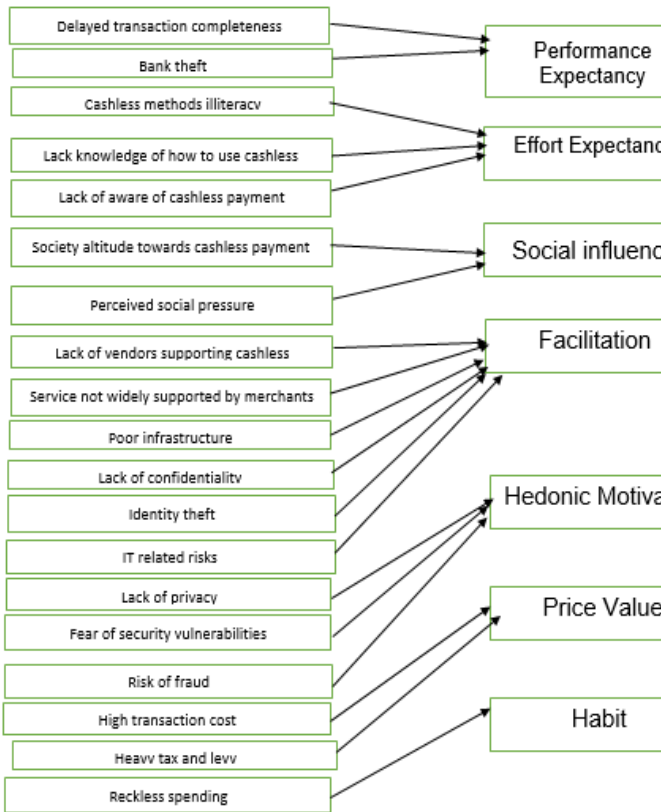 Delayed transaction completeness
Bank theft
Cashless methods illiteracy
Lack knowledge of how to use cashless
Lack of aware of cashless payment
Society altitude towards cashless payment
Perceived social pressure
Lack of vendors supporting cashless
Service not widely supported by merchants
Poor infrastructure
Lack of confidentiality
Identity theft
IT related risks
Lack of privacy
Fear of security vulnerabilities
Risk of fraud
High transaction cost
Heavy tax and levy
Reckless spending
Performance
Expectancy
Effort Expectanc
Social influenc
Facilitation
Hedonic Motiva
Price Value
Habit